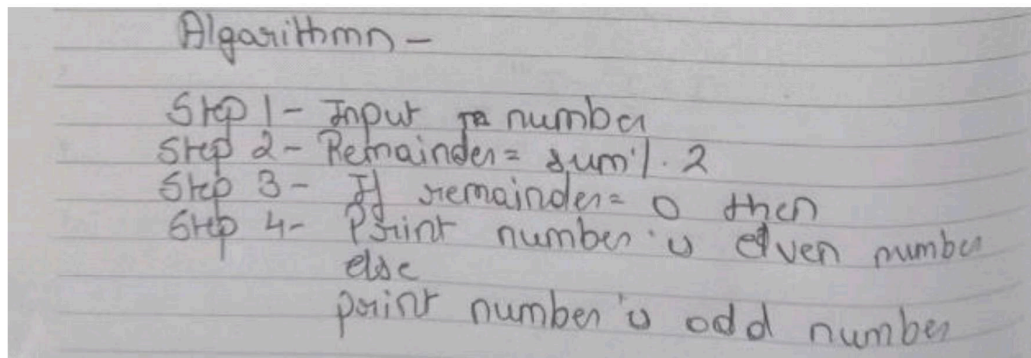 Algarithmn -
Step 1 - Input number
Step 2 - Remainder = sum % 2
Step 3 - If remainder = 0 then
Step 4 - Print number is even number
else
print number is odd number